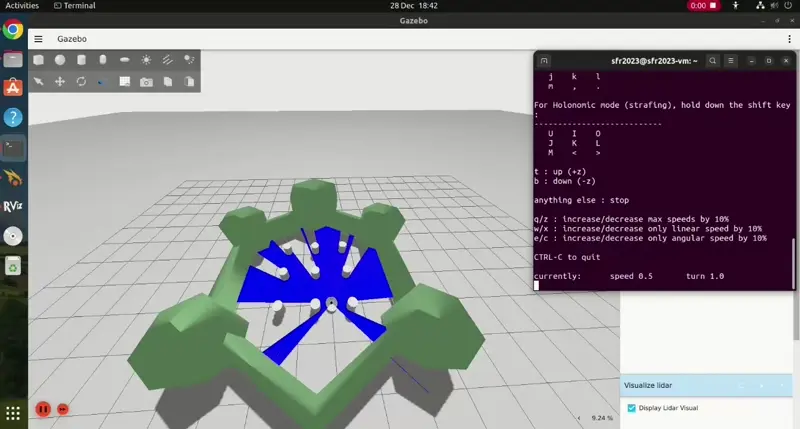 Activities
Terminal
28 Dec 18:42
0:00
Gazebo
Gazebo
sfr2023@sfr2023-vm: ~
j k l
m , .
For Holonomic mode (strafing), hold down the shift key
:
---------------------------
U I O
J K L
M < >
t : up (+z)
b : down (-z)
anything else : stop
q/z : increase/decrease max speeds by 10%
w/x : increase/decrease only linear speed by 10%
e/c : increase/decrease only angular speed by 10%
CTRL-C to quit
currently: speed 0.5 turn 1.0
RViz
Visualize lidar
Display Lidar Visual
9.24 %